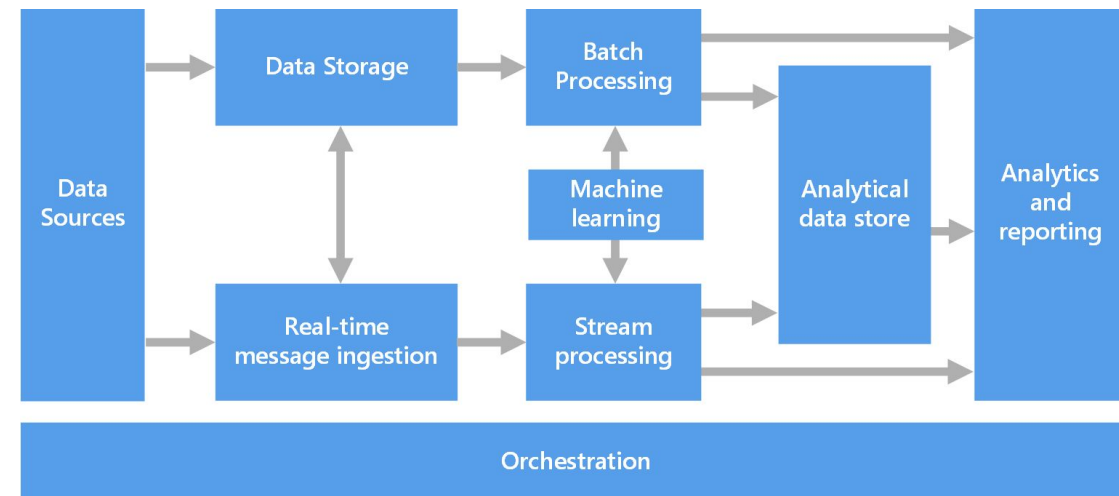 Data
Sources
Data Storage
Real-time
message ingestion
Batch
Processing
Machine
learning
Stream
processing
Analytical
data store
Analytics
and
reporting
Orchestration